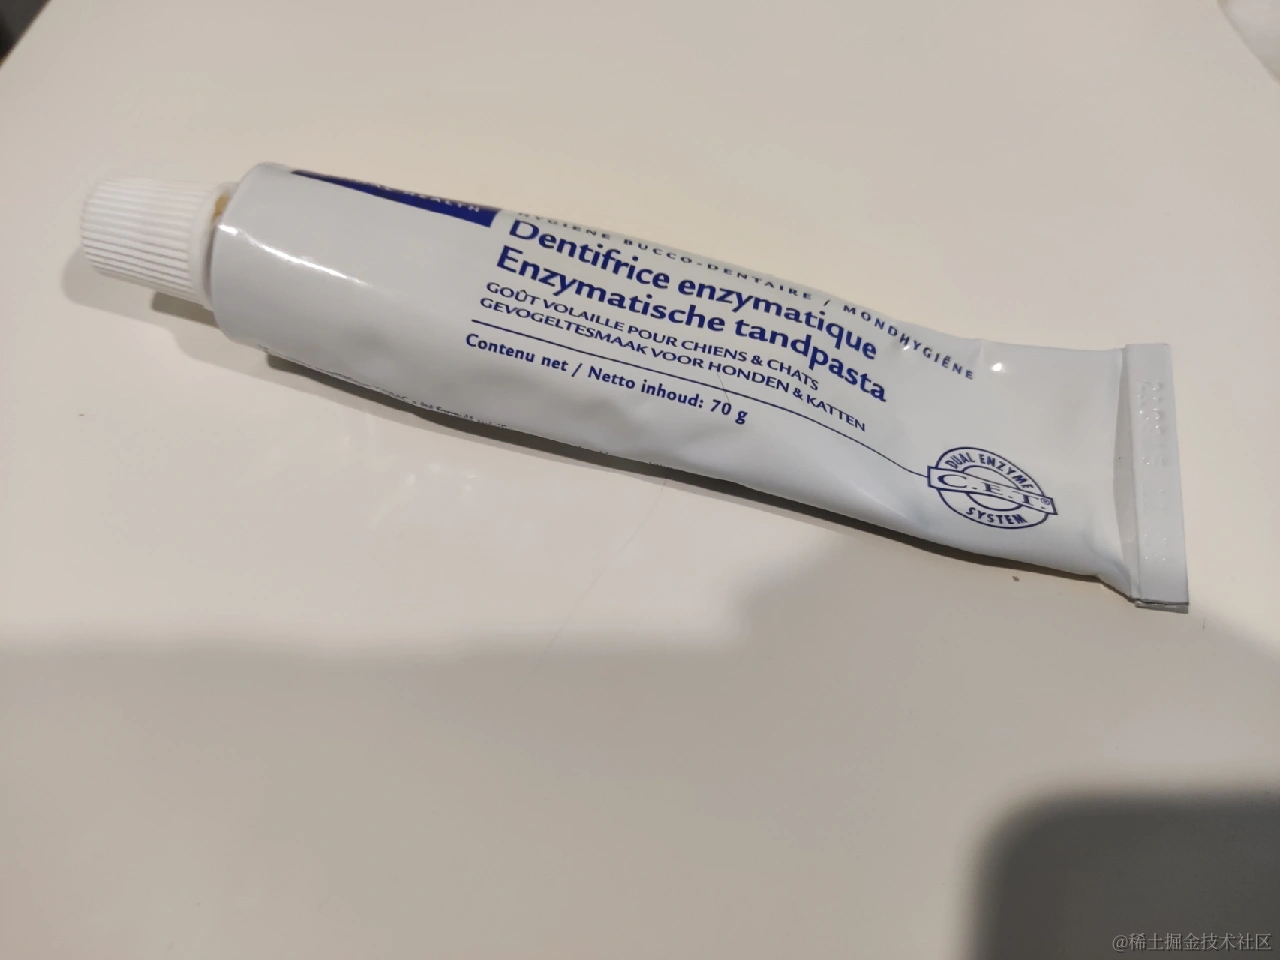 HEALTH
HYGIÈNE BUCCO-DENTAIRE / MONDHYGIËNE
Dentifrice enzymatique
Enzymatische tandpasta
GOÛT VOLAILLE POUR CHIENS & CHATS
GEVOGELTESMAAK VOOR HONDEN & KATTEN
Contenu net / Netto inhoud: 70 g
DUAL ENZYME
C.E.T.®
SYSTEM
@稀土掘金技术社区